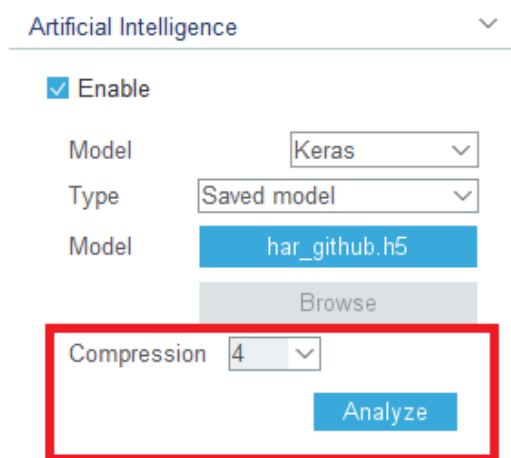 Artificial Intelligence
Enable
Model Keras
Type Saved model
Model har_github.h5
Browse
Compression 4
Analyze